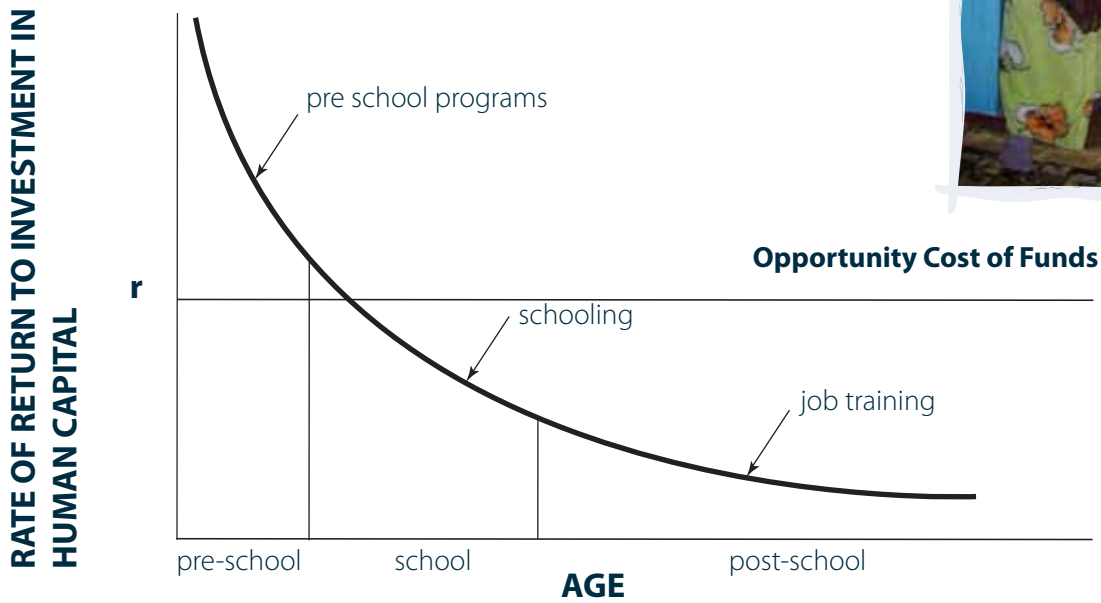 RATE OF RETURN TO INVESTMENT IN
HUMAN CAPITAL
pre school programs
Opportunity Cost of Funds
r
schooling
job training
pre-school
school
post-school
AGE